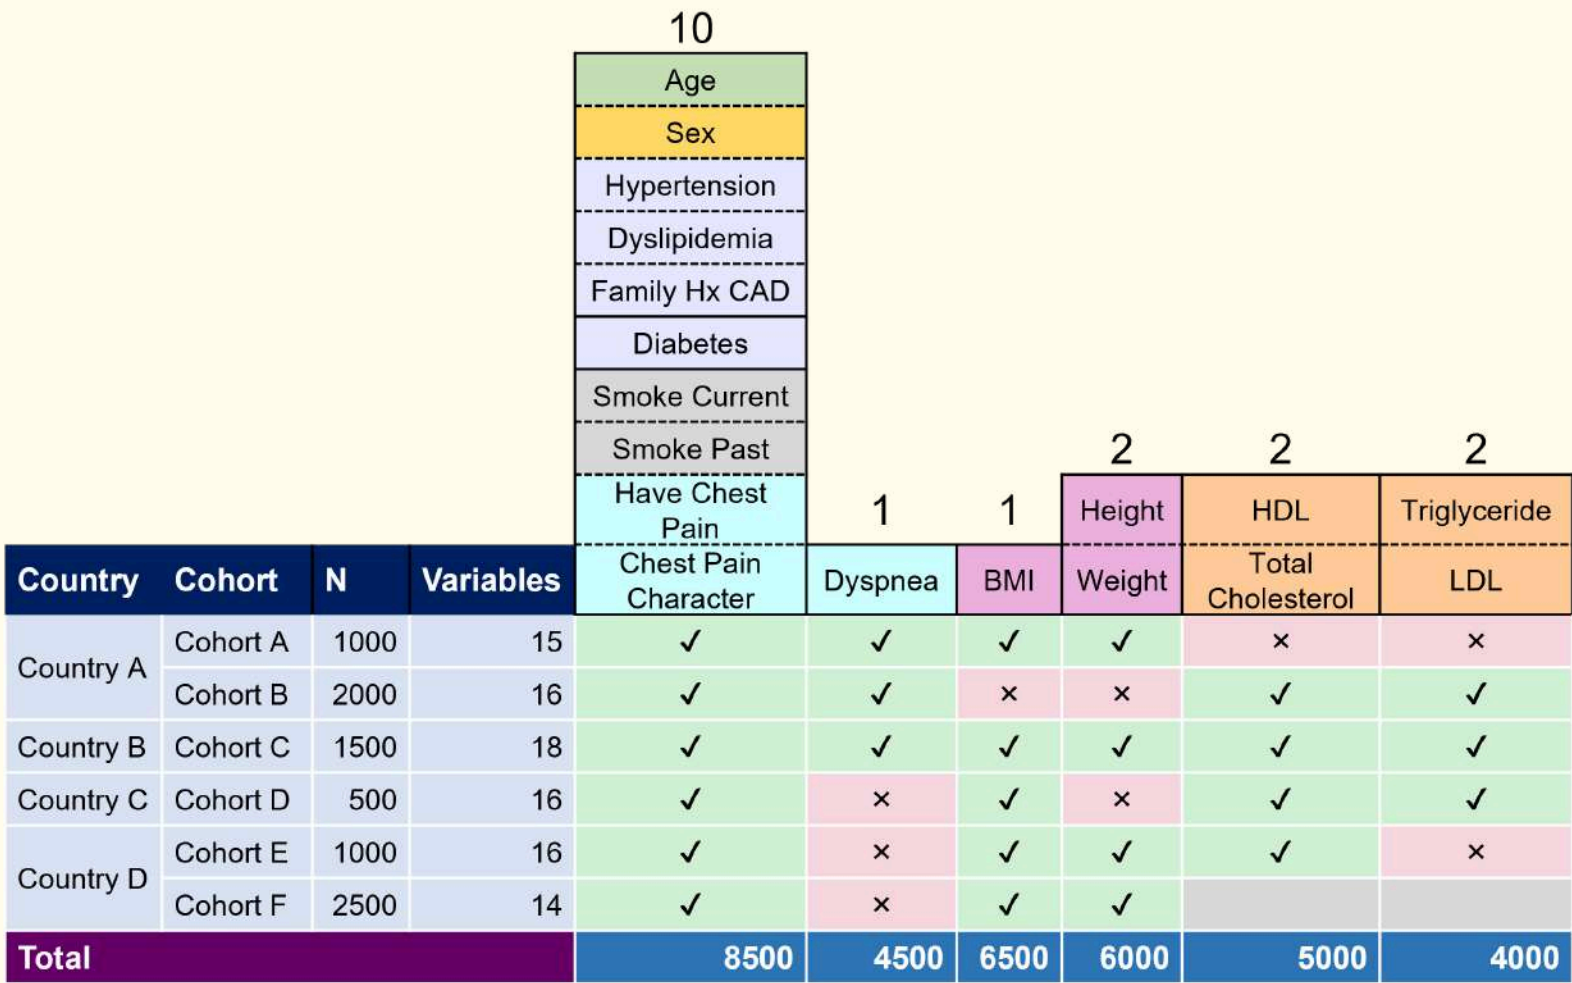 10
Age
Sex
Hypertension
Dyslipidemia
Family Hx CAD
Diabetes
Smoke Current
Smoke Past
2 2 2
Have Chest
Pain
1 1 Height HDL Triglyceride
Country Cohort N Variables Chest Pain
Character Dyspnea BMI Weight Total
Cholesterol LDL
Country A Cohort A 1000 15 ✓ ✓ ✓ ✓ × ×
Cohort B 2000 16 ✓ ✓ × × ✓ ✓
Country B Cohort C 1500 18 ✓ ✓ ✓ ✓ ✓ ✓
Country C Cohort D 500 16 ✓ × ✓ × ✓ ✓
Country D Cohort E 1000 16 ✓ × ✓ ✓ ✓ ×
Cohort F 2500 14 ✓ × ✓ ✓
Total 8500 4500 6500 6000 5000 4000